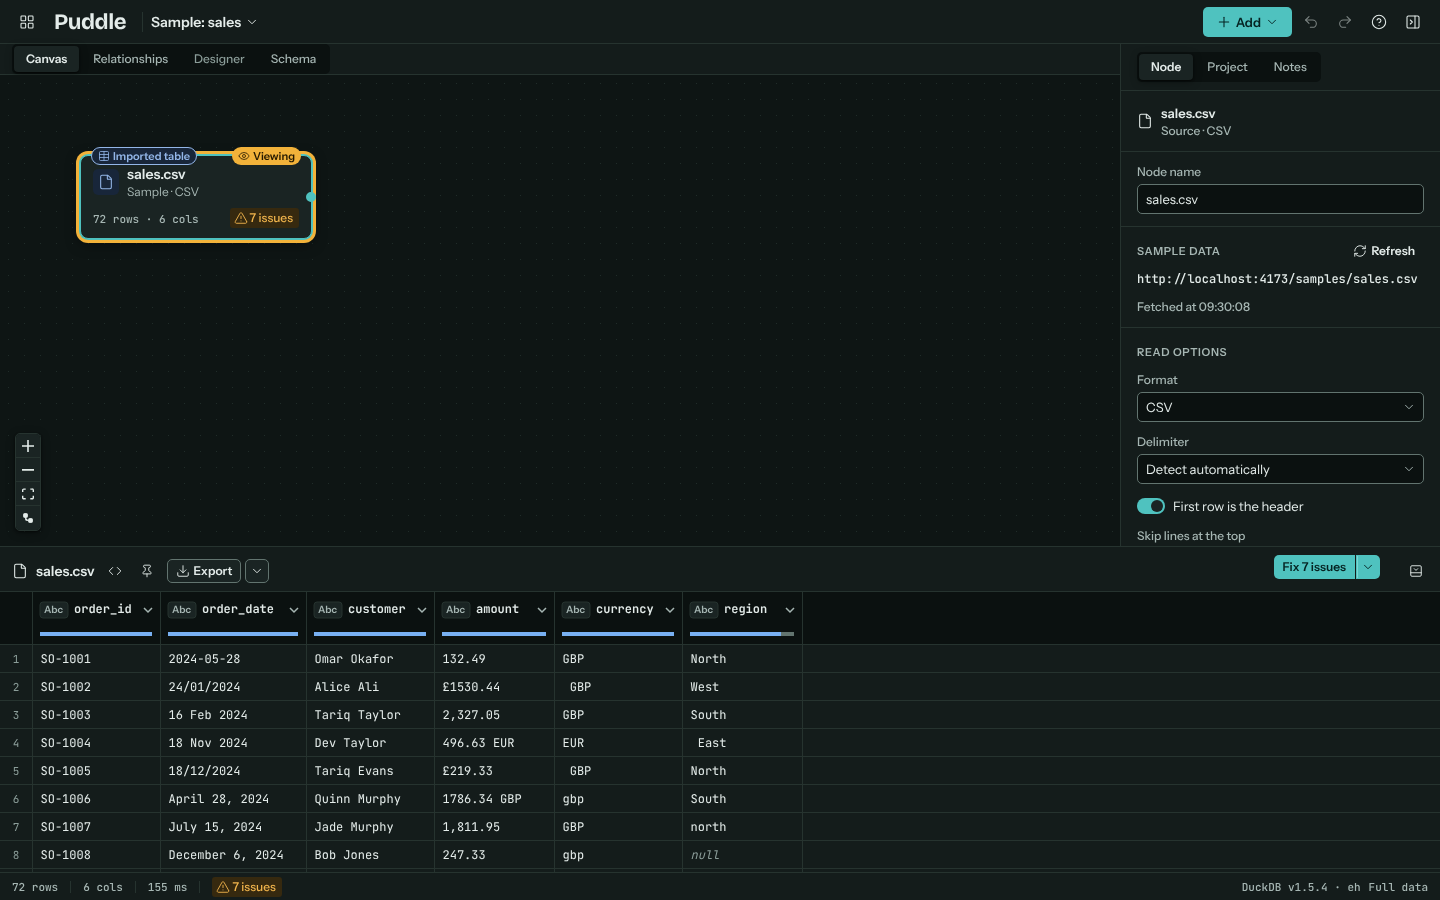 Puddle
Sample: sales
Add
Canvas
Relationships
Designer
Schema
Node
Project
Notes
sales.csv
Source · CSV
Node name
sales.csv
SAMPLE DATA
Refresh
http://localhost:4173/samples/sales.csv
Fetched at 09:30:08
READ OPTIONS
Format
CSV
Delimiter
Detect automatically
First row is the header
Skip lines at the top
Imported table
Viewing
sales.csv
Sample · CSV
72 rows · 6 cols
7 issues
sales.csv
Export
Fix 7 issues
Abc order_id Abc order_date Abc customer Abc amount Abc currency Abc region
1 SO-1001 2024-05-28 Omar Okafor 132.49 GBP North
2 SO-1002 24/01/2024 Alice Ali £1530.44 GBP West
3 SO-1003 16 Feb 2024 Tariq Taylor 2,327.05 GBP South
4 SO-1004 18 Nov 2024 Dev Taylor 496.63 EUR EUR East
5 SO-1005 18/12/2024 Tariq Evans £219.33 GBP North
6 SO-1006 April 28, 2024 Quinn Murphy 1786.34 GBP gbp South
7 SO-1007 July 15, 2024 Jade Murphy 1,811.95 GBP north
8 SO-1008 December 6, 2024 Bob Jones 247.33 gbp null
72 rows
6 cols
155 ms
7 issues
DuckDB v1.5.4 · eh Full data